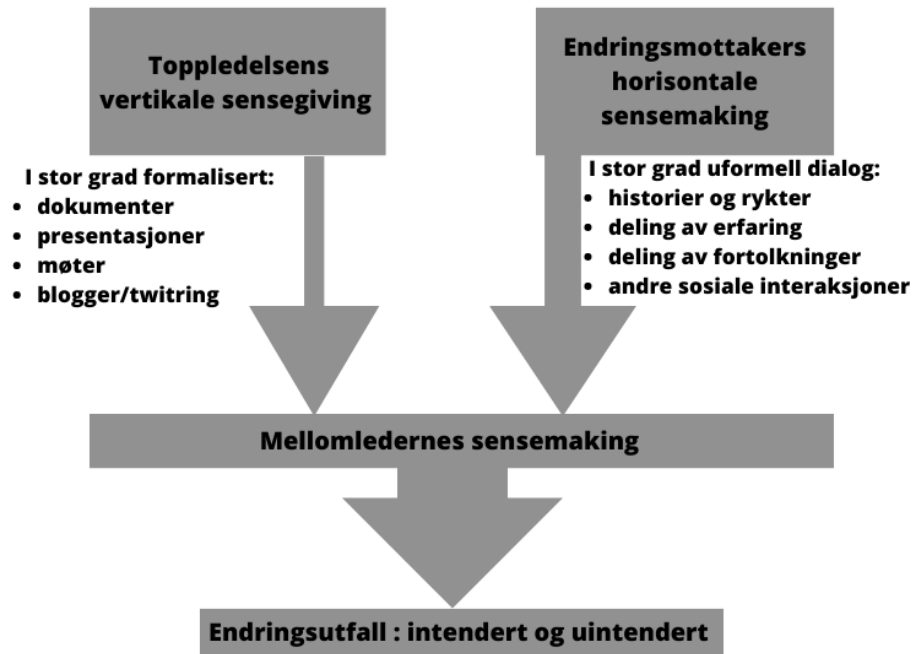 Toppledelsens
vertikale sensegiving
Endringsmottakers
horisontale
sensemaking
I stor grad formalisert:
• dokumenter
• presentasjoner
• møter
• blogger/twitring
I stor grad uformell dialog:
• historier og rykter
• deling av erfaring
• deling av fortolkninger
• andre sosiale interaksjoner
Mellomledernes sensemaking
Endringsutfall : intendert og uintendert